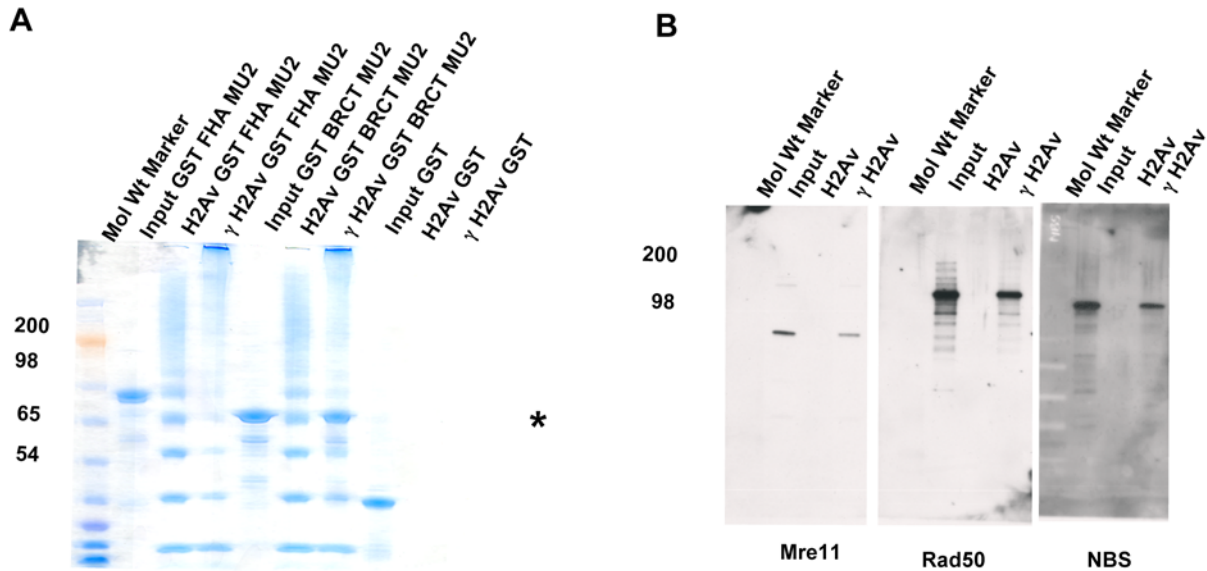 A
Mol Wt Marker
Input GST FHA MU2
H2Av GST FHA MU2
γ H2Av GST FHA MU2
Input GST BRCT MU2
H2Av GST BRCT MU2
γ H2Av GST BRCT MU2
Input GST
H2Av GST
γ H2Av GST
200
98
65
54
*
B
Mol Wt Marker
Input
H2Av
γ H2Av
Mol Wt Marker
Input
H2Av
γ H2Av
Mol Wt Marker
Input
H2Av
γ H2Av
200
98
Mre11
Rad50
NBS